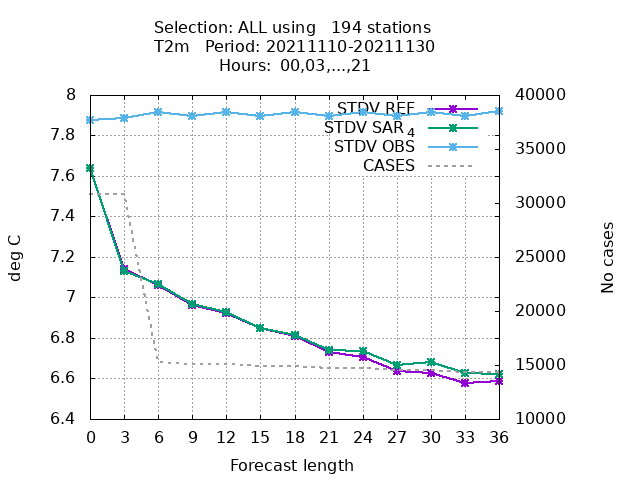 Selection: ALL using   194 stations
T2m   Period: 20211110-20211130
Hours: 00,03,...,21
8
7.8
7.6
7.4
7.2
7
6.8
6.6
6.4
40000
35000
30000
25000
20000
15000
10000
STDV REF
STDV SAR 4
STDV OBS
CASES
deg C
No cases
0 3 6 9 12 15 18 21 24 27 30 33 36
Forecast length